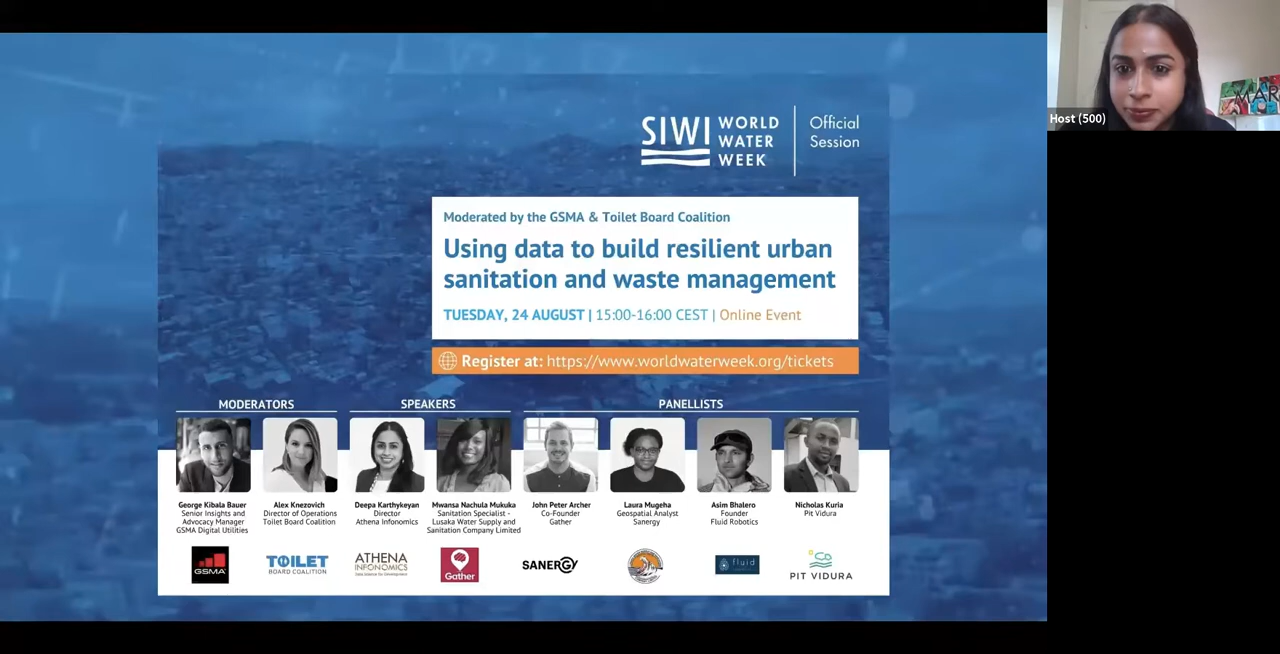 SIWI WORLD WATER WEEK
Official Session
Host (500)
MAR
Moderated by the GSMA & Toilet Board Coalition
Using data to build resilient urban
sanitation and waste management
TUESDAY, 24 AUGUST | 15:00-16:00 CEST | Online Event
Register at: https://www.worldwaterweek.org/tickets
MODERATORS
SPEAKERS
PANELLISTS
George Kibala Bauer
Senior Insights and
Advocacy Manager
GSMA Digital Utilities
Alex Knezovich
Director of Operations
Toilet Board Coalition
Deepa Karthykeyan
Director
Athena Infonomics
Mwansa Nachula Mukuka
Sanitation Specialist -
Lusaka Water Supply and
Sanitation Company Limited
John Peter Archer
Co-Founder
Gather
Laura Mugeha
Geospatial Analyst
Sanergy
Asim Bhalero
Founder
Fluid Robotics
Nicholas Kuria
Pit Vidura
GSMA
TOILET
BOARD COALITION
ATHENA
INFONOMICS
Data Science for Development
Gather
SANERGY
fluid
PIT VIDURA